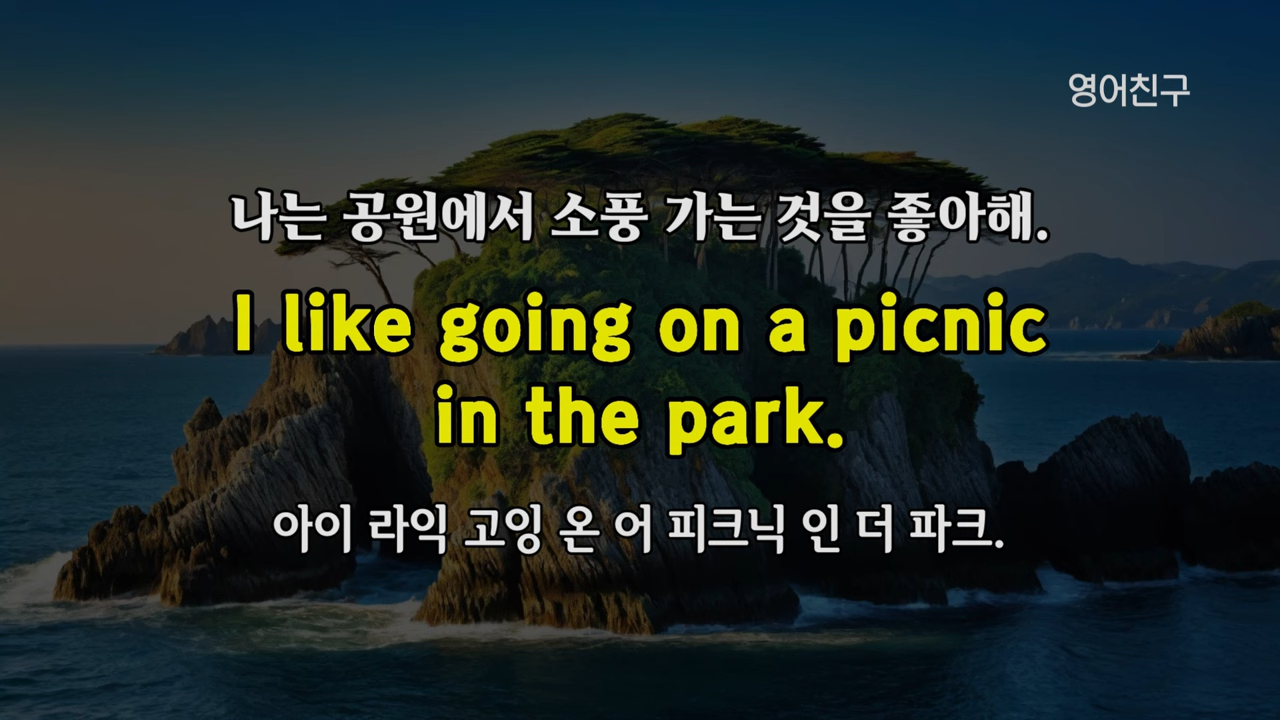 영어친구
나는 공원에서 소풍 가는 것을 좋아해.
I like going on a picnic
in the park.
아이 라익 고잉 온 어 피크닉 인 더 파크.